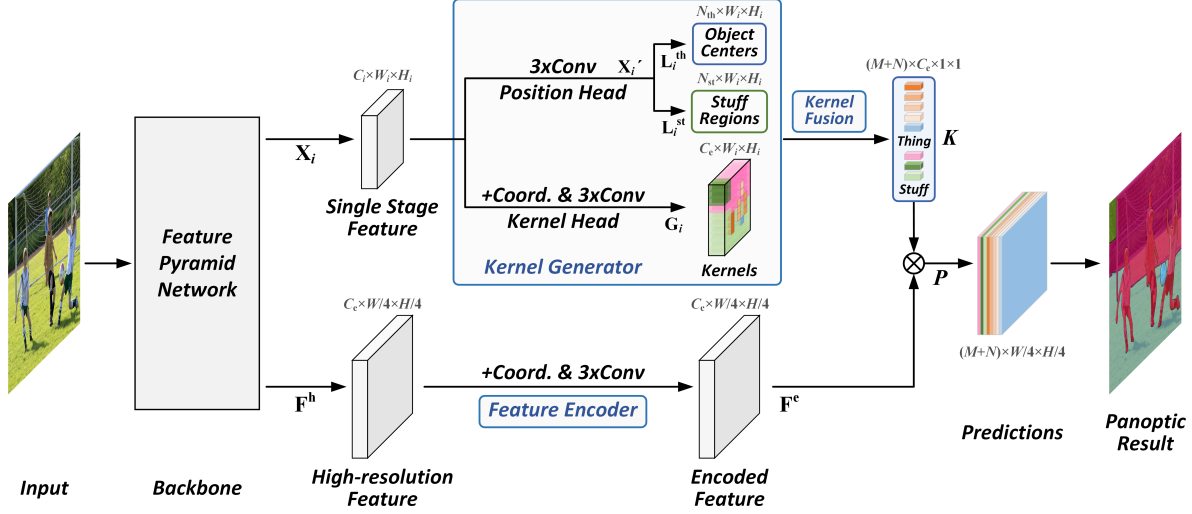 N_th×W_i×H_i
Object
Centers
L_i^th
3xConv
X_i′
Position Head
N_st×W_i×H_i
Stuff
Regions
L_i^st
C_i×W_i×H_i
X_i
Single Stage
Feature
Kernel
Fusion
(M+N)×C_e×1×1
Thing
K
Stuff
C_e×W_i×H_i
+Coord. & 3xConv
Kernel Head
G_i
Kernels
Kernel Generator
Feature
Pyramid
Network
P
(M+N)×W/4×H/4
C_e×W/4×H/4
F^h
+Coord. & 3xConv
Feature Encoder
C_e×W/4×H/4
F^e
Input
Backbone
High-resolution
Feature
Encoded
Feature
Predictions
Panoptic
Result